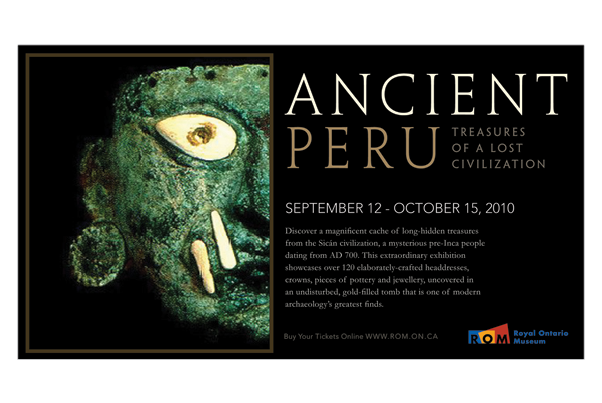 ANCIENT
PERU
TREASURES
OF A LOST
CIVILIZATION
SEPTEMBER 12 - OCTOBER 15, 2010
Discover a magnificent cache of long-hidden treasures
from the Sicán civilization, a mysterious pre-Inca people
dating from AD 700. This extraordinary exhibition
showcases over 120 elaborately-crafted headdresses,
crowns, pieces of pottery and jewellery, uncovered in
an undisturbed, gold-filled tomb that is one of modern
archaeology's greatest finds.
Buy Your Tickets Online WWW.ROM.ON.CA
ROM Royal Ontario
Museum